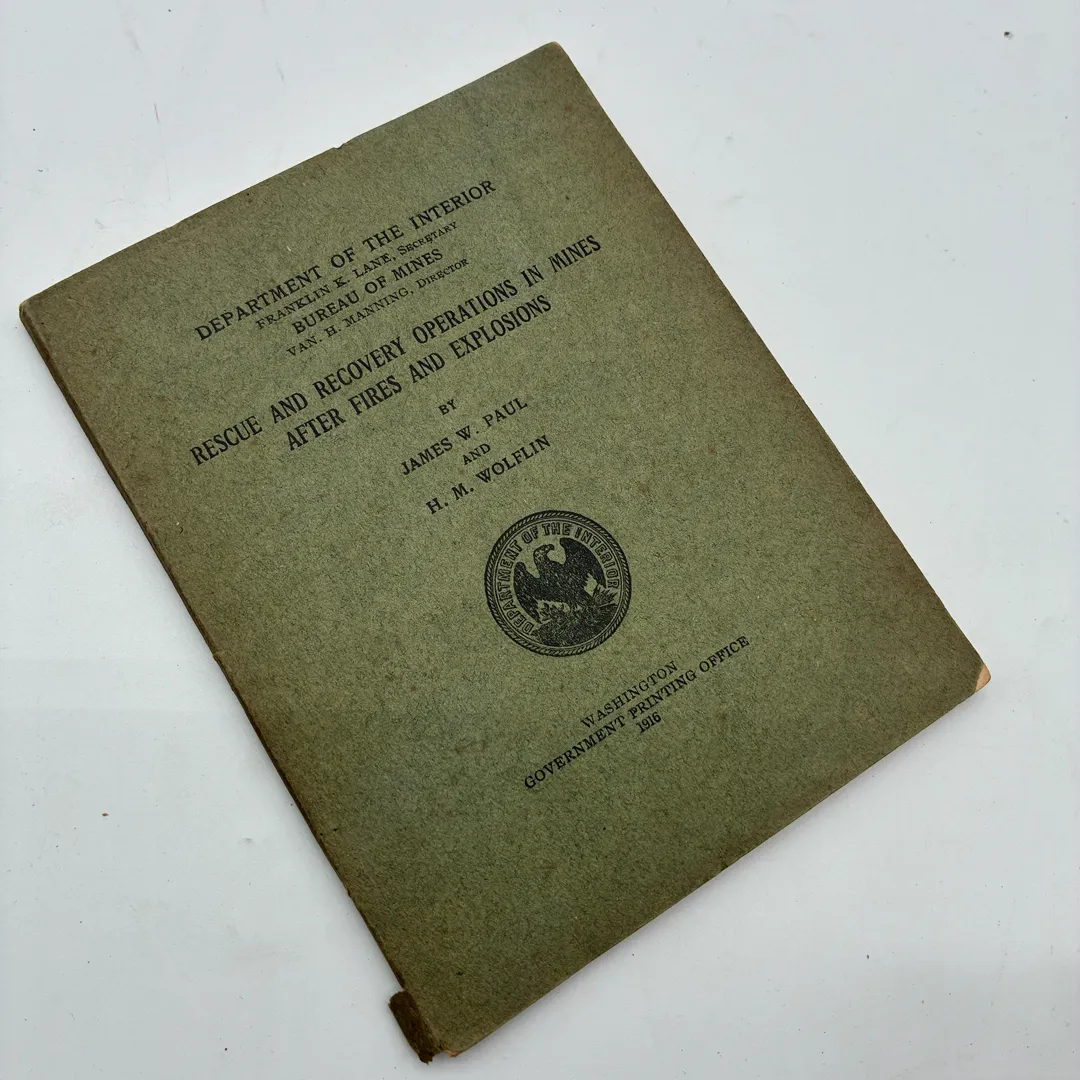 DEPARTMENT OF THE INTERIOR
FRANKLIN K. LANE, SECRETARY
BUREAU OF MINES
VAN. H. MANNING, DIRECTOR
RESCUE AND RECOVERY OPERATIONS IN MINES
AFTER FIRES AND EXPLOSIONS
BY
JAMES W. PAUL
AND
H. M. WOLFLIN
DEPARTMENT OF THE INTERIOR
WASHINGTON
GOVERNMENT PRINTING OFFICE
1916